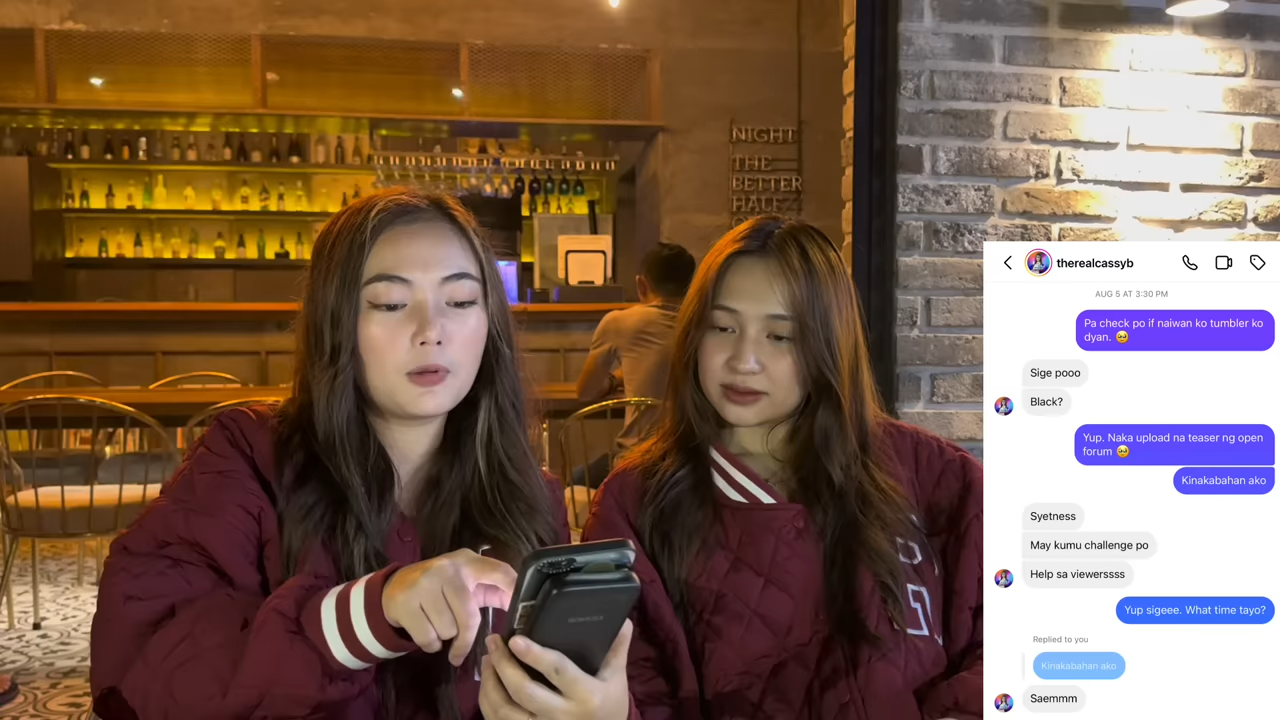 NIGHT
THE
BETTER
HALF
therealcassyb
AUG 5 AT 3:30 PM
Pa check po if naiwan ko tumbler ko
dyan. 🥹
Sige pooo
Black?
Yup. Naka upload na teaser ng open
forum 🥹
Kinakabahan ako
Syetness
May kumu challenge po
Help sa viewerssss
Yup sigeee. What time tayo?
Replied to you
Kinakabahan ako
Saemmm